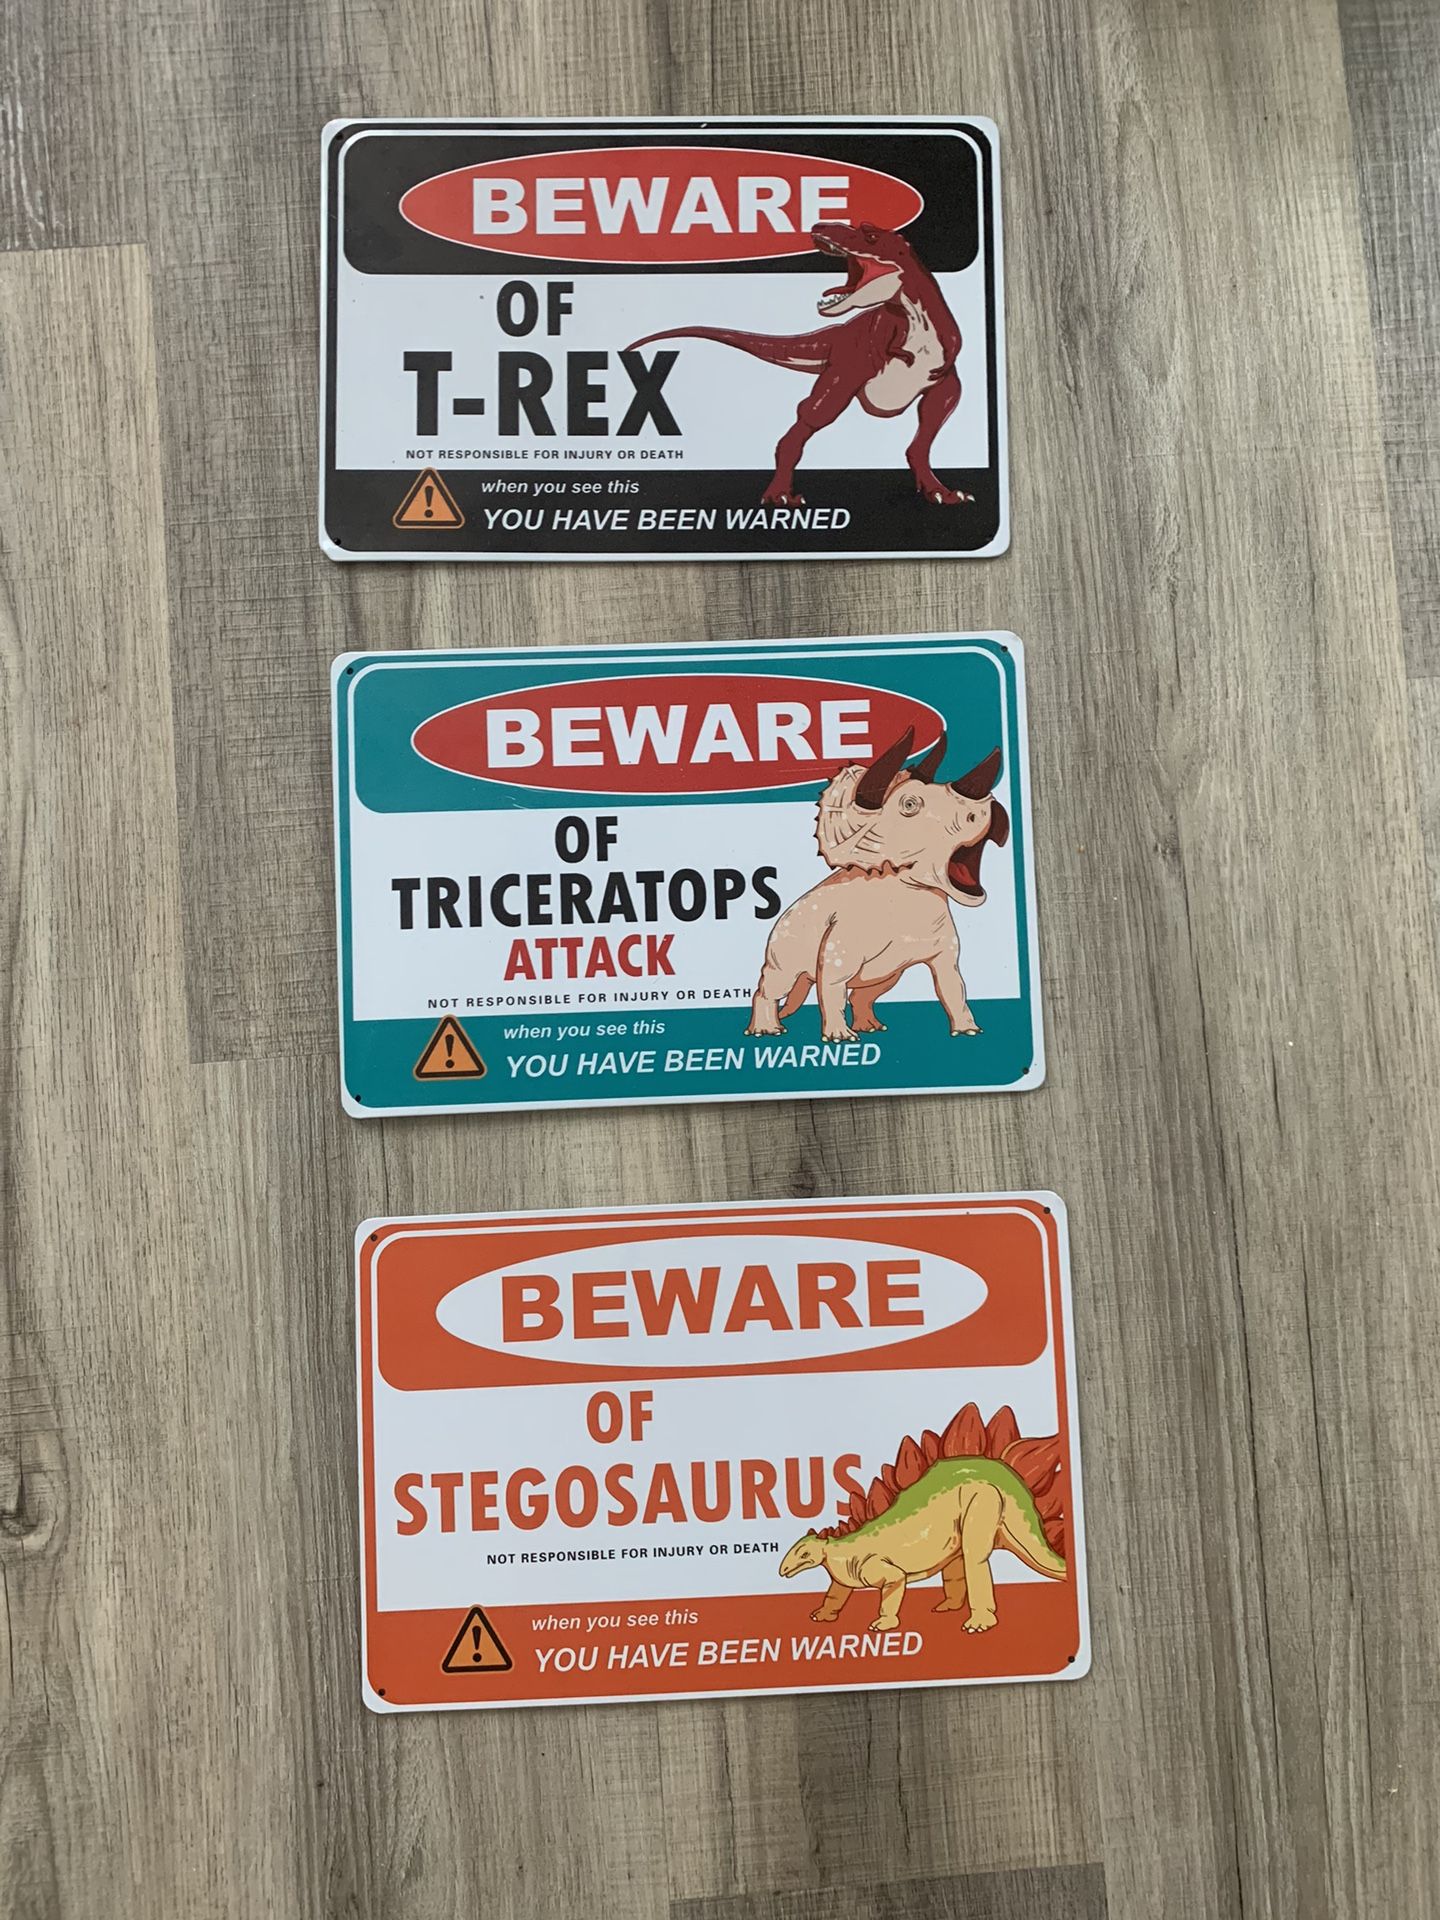 BEWARE
OF
T-REX
NOT RESPONSIBLE FOR INJURY OR DEATH
when you see this
YOU HAVE BEEN WARNED
BEWARE
OF
TRICERATOPS
ATTACK
NOT RESPONSIBLE FOR INJURY OR DEATH
when you see this
YOU HAVE BEEN WARNED
BEWARE
OF
STEGOSAURUS
NOT RESPONSIBLE FOR INJURY OR DEATH
when you see this
YOU HAVE BEEN WARNED